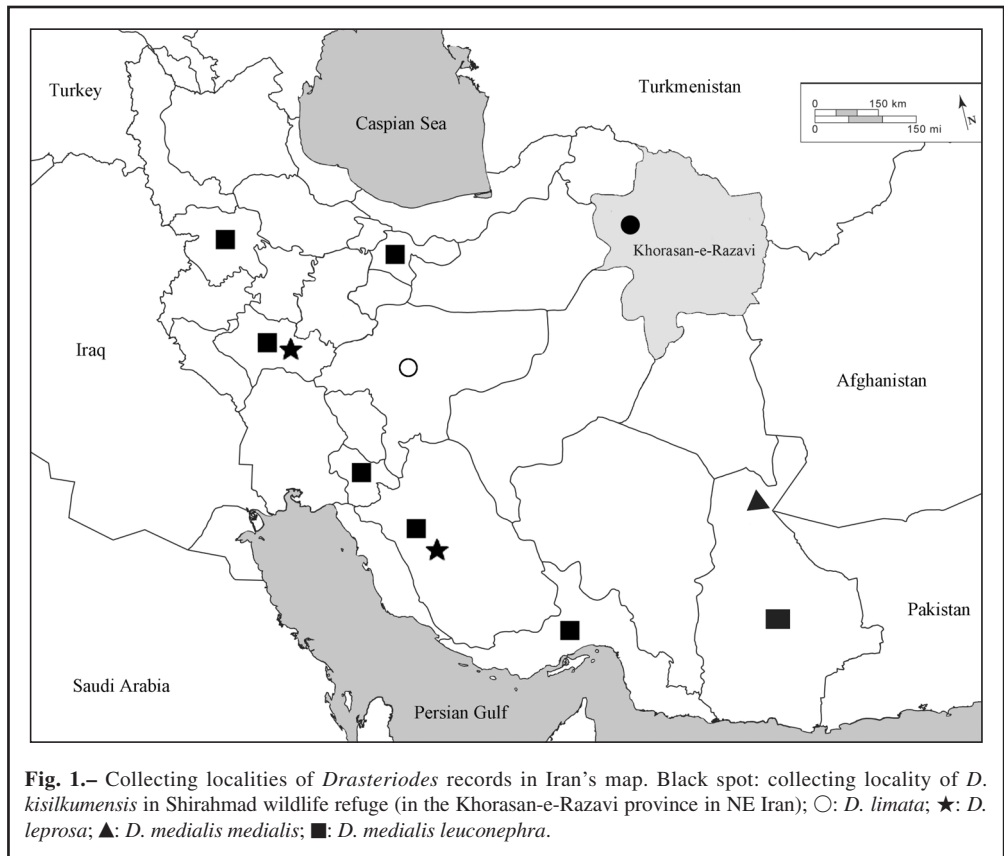 Turkey
Turkmenistan
0 150 km
0 150 mi
N
Caspian Sea
Khorasan-e-Razavi
Iraq
Afghanistan
Pakistan
Saudi Arabia
Persian Gulf
Fig. 1.– Collecting localities of Drasteriodes records in Iran's map. Black spot: collecting locality of D.
kisilkumensis in Shirahmad wildlife refuge (in the Khorasan-e-Razavi province in NE Iran); ○: D. limata; ★: D.
leprosa; ▲: D. medialis medialis; ■: D. medialis leuconephra.